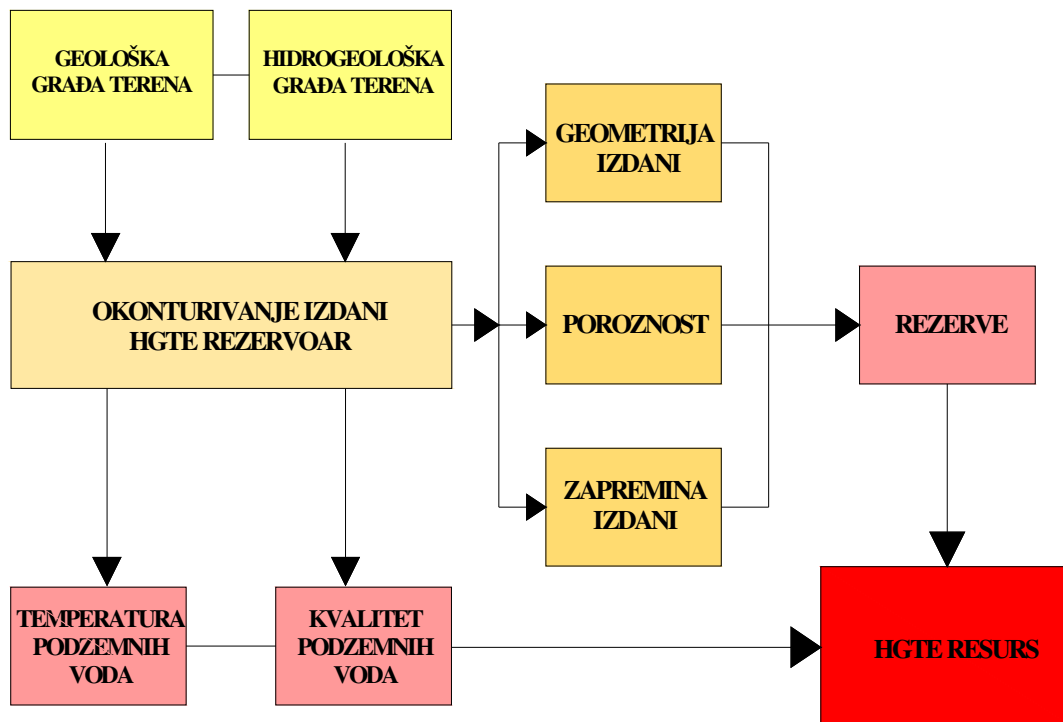 GEOLOŠKA
GRAĐA TERENA
HIDROGEOLOŠKA
GRAĐA TERENA
GEOMETRIJA
IZDANI
OKONTURIVANJE IZDANI
HGTE REZERVOAR
POROZNOST
REZERVE
ZAPREMINA
IZDANI
TEMPERATURA
PODZEMNIH
VODA
KVALITET
PODZEMNIH
VODA
HGTE RESURS